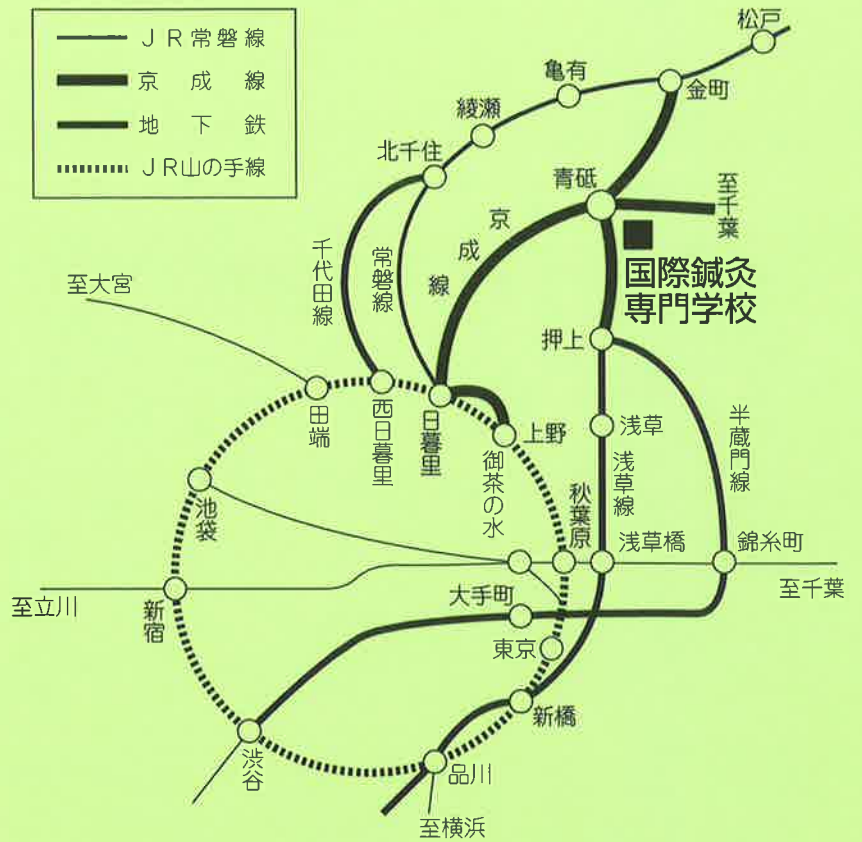 JR常磐線
京成線
地下鉄
JR山の手線
松戸
金町
亀有
綾瀬
北千住
青砥
至千葉
京成線
常磐線
千代田線
国際鍼灸
専門学校
至大宮
押上
田端
西日暮里
日暮里
上野
浅草
半蔵門線
池袋
御茶の水
秋葉原
浅草線
浅草橋
錦糸町
至千葉
至立川
新宿
大手町
東京
新橋
渋谷
品川
至横浜